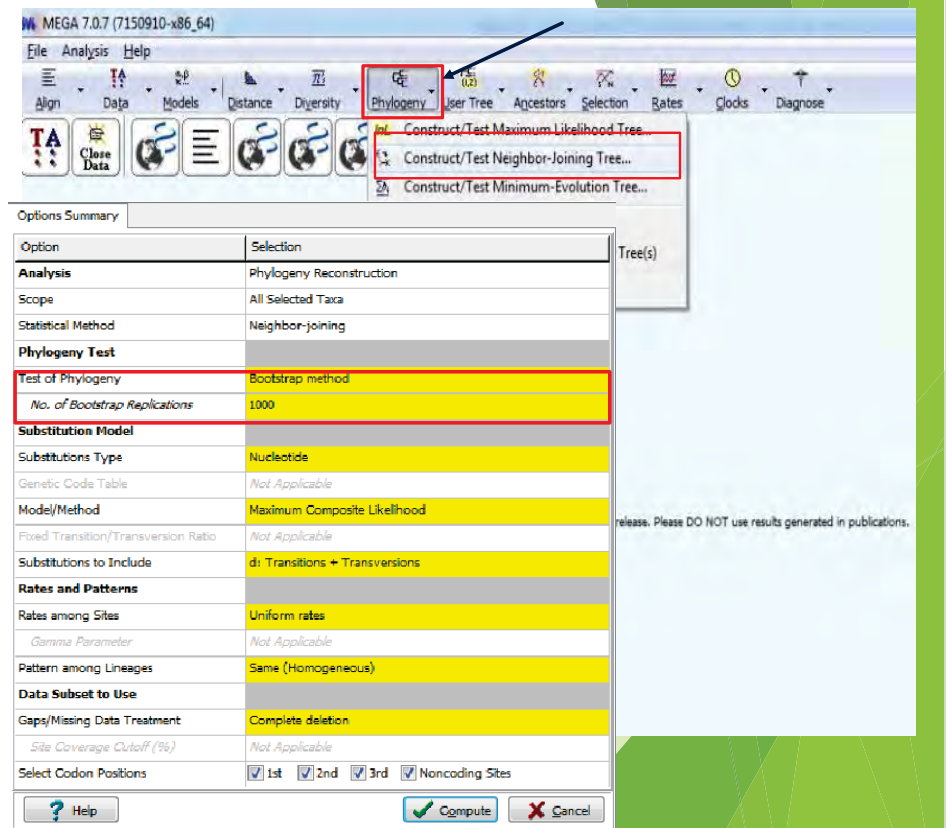 MEGA 7.0.7 (7150910-x86_64)
File Analysis Help
Align Data Models Distance Diversity Phylogeny User Tree Ancestors Selection Rates Clocks Diagnose
TA Close Data
Construct/Test Maximum Likelihood Tree...
Construct/Test Neighbor-Joining Tree...
Construct/Test Minimum-Evolution Tree...
Tree(s)
Options Summary
Option Selection
Analysis Phylogeny Reconstruction
Scope All Selected Taxa
Statistical Method Neighbor-joining
Phylogeny Test
Test of Phylogeny Bootstrap method
No. of Bootstrap Replications 1000
Substitution Model
Substitutions Type Nucleotide
Genetic Code Table Not Applicable
Model/Method Maximum Composite Likelihood
Fixed Transition/Transversion Ratio Not Applicable
Substitutions to Include d: Transitions + Transversions
Rates and Patterns
Rates among Sites Uniform rates
Gamma Parameter Not Applicable
Pattern among Lineages Same (Homogeneous)
Data Subset to Use
Gaps/Missing Data Treatment Complete deletion
Site Coverage Cutoff (%) Not Applicable
Select Codon Positions 1st 2nd 3rd Noncoding Sites
Help Compute Cancel
release. Please DO NOT use results generated in publications.